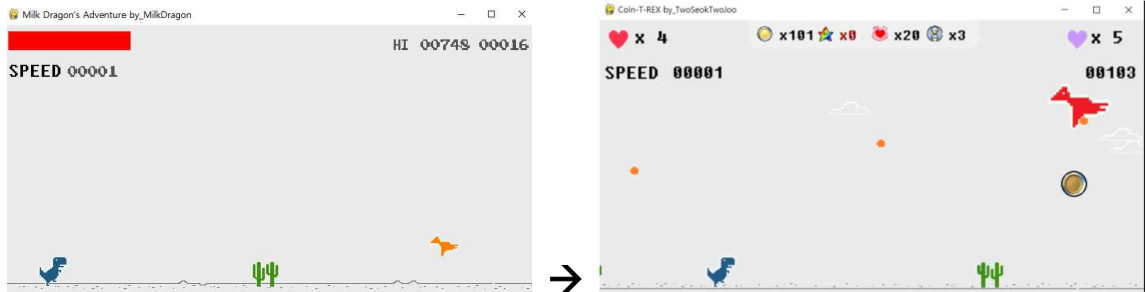 Milk Dragon's Adventure by_MilkDragon
HI 00748 00016
SPEED 00001
Coin-T-REX by_TwoSeokTwoJoo
x 4
x101
x0
x20
x3
x 5
SPEED 00001
00103